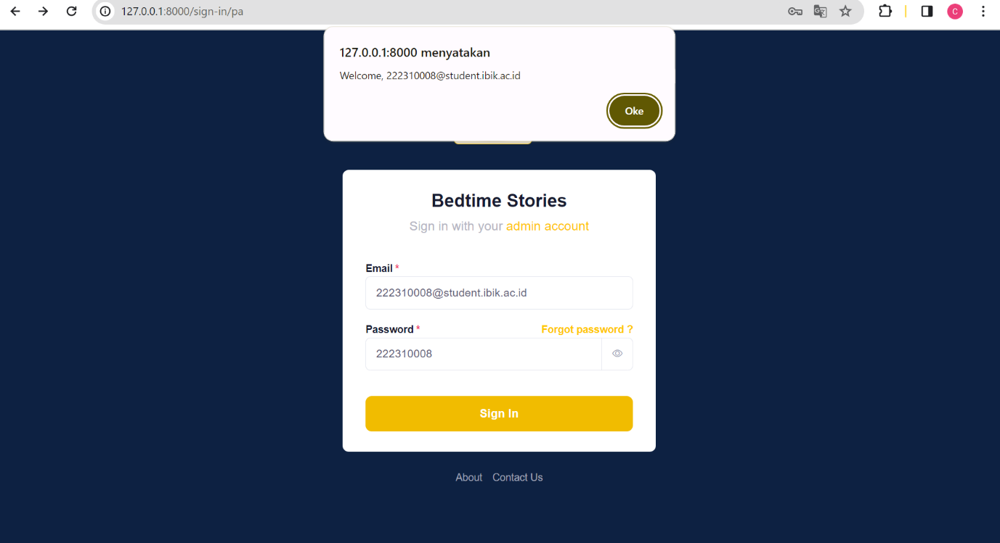 127.0.0.1:8000/sign-in/pa
C
127.0.0.1:8000 menyatakan
Welcome, 222310008@student.ibik.ac.id
Oke
Bedtime Stories
Sign in with your admin account
Email *
222310008@student.ibik.ac.id
Password * Forgot password ?
222310008
Sign In
About Contact Us